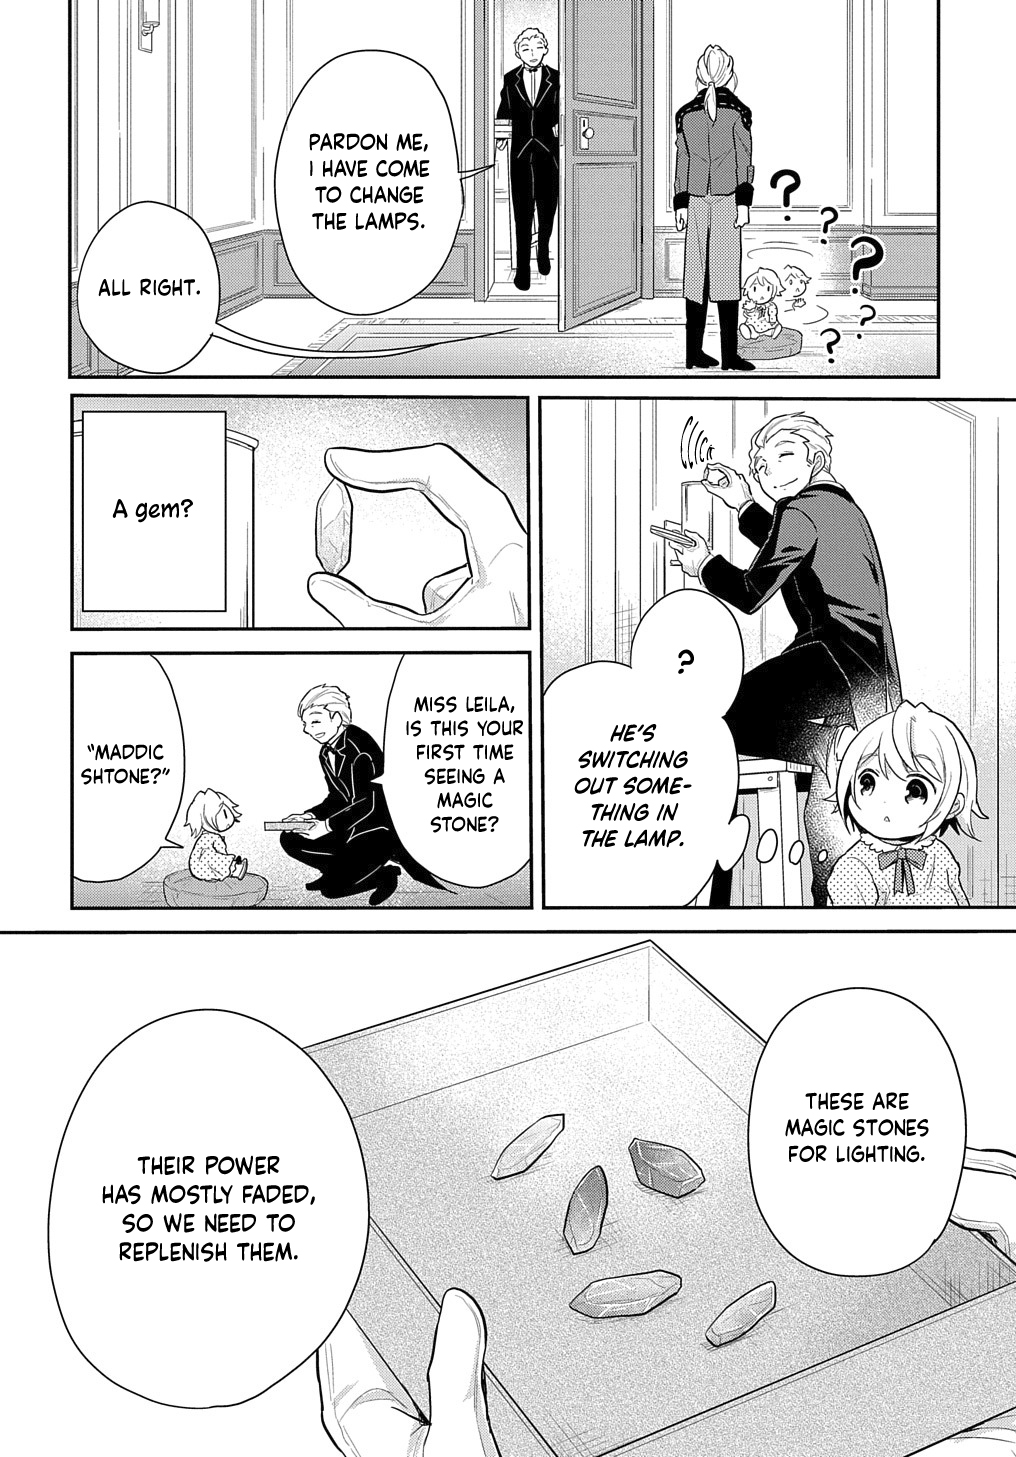 PARDON ME,
I HAVE COME
TO CHANGE
THE LAMPS.
ALL RIGHT.
?
?
?
?
?
?
HE'S
SWITCHING
OUT SOME-
THING IN
THE LAMP.
A gem?
MISS LEILA,
IS THIS YOUR
FIRST TIME
SEEING A
MAGIC
STONE?
"MADDIC
SHTONE?"
THESE ARE
MAGIC STONES
FOR LIGHTING.
THEIR POWER
HAS MOSTLY FADED,
SO WE NEED TO
REPLENISH THEM.